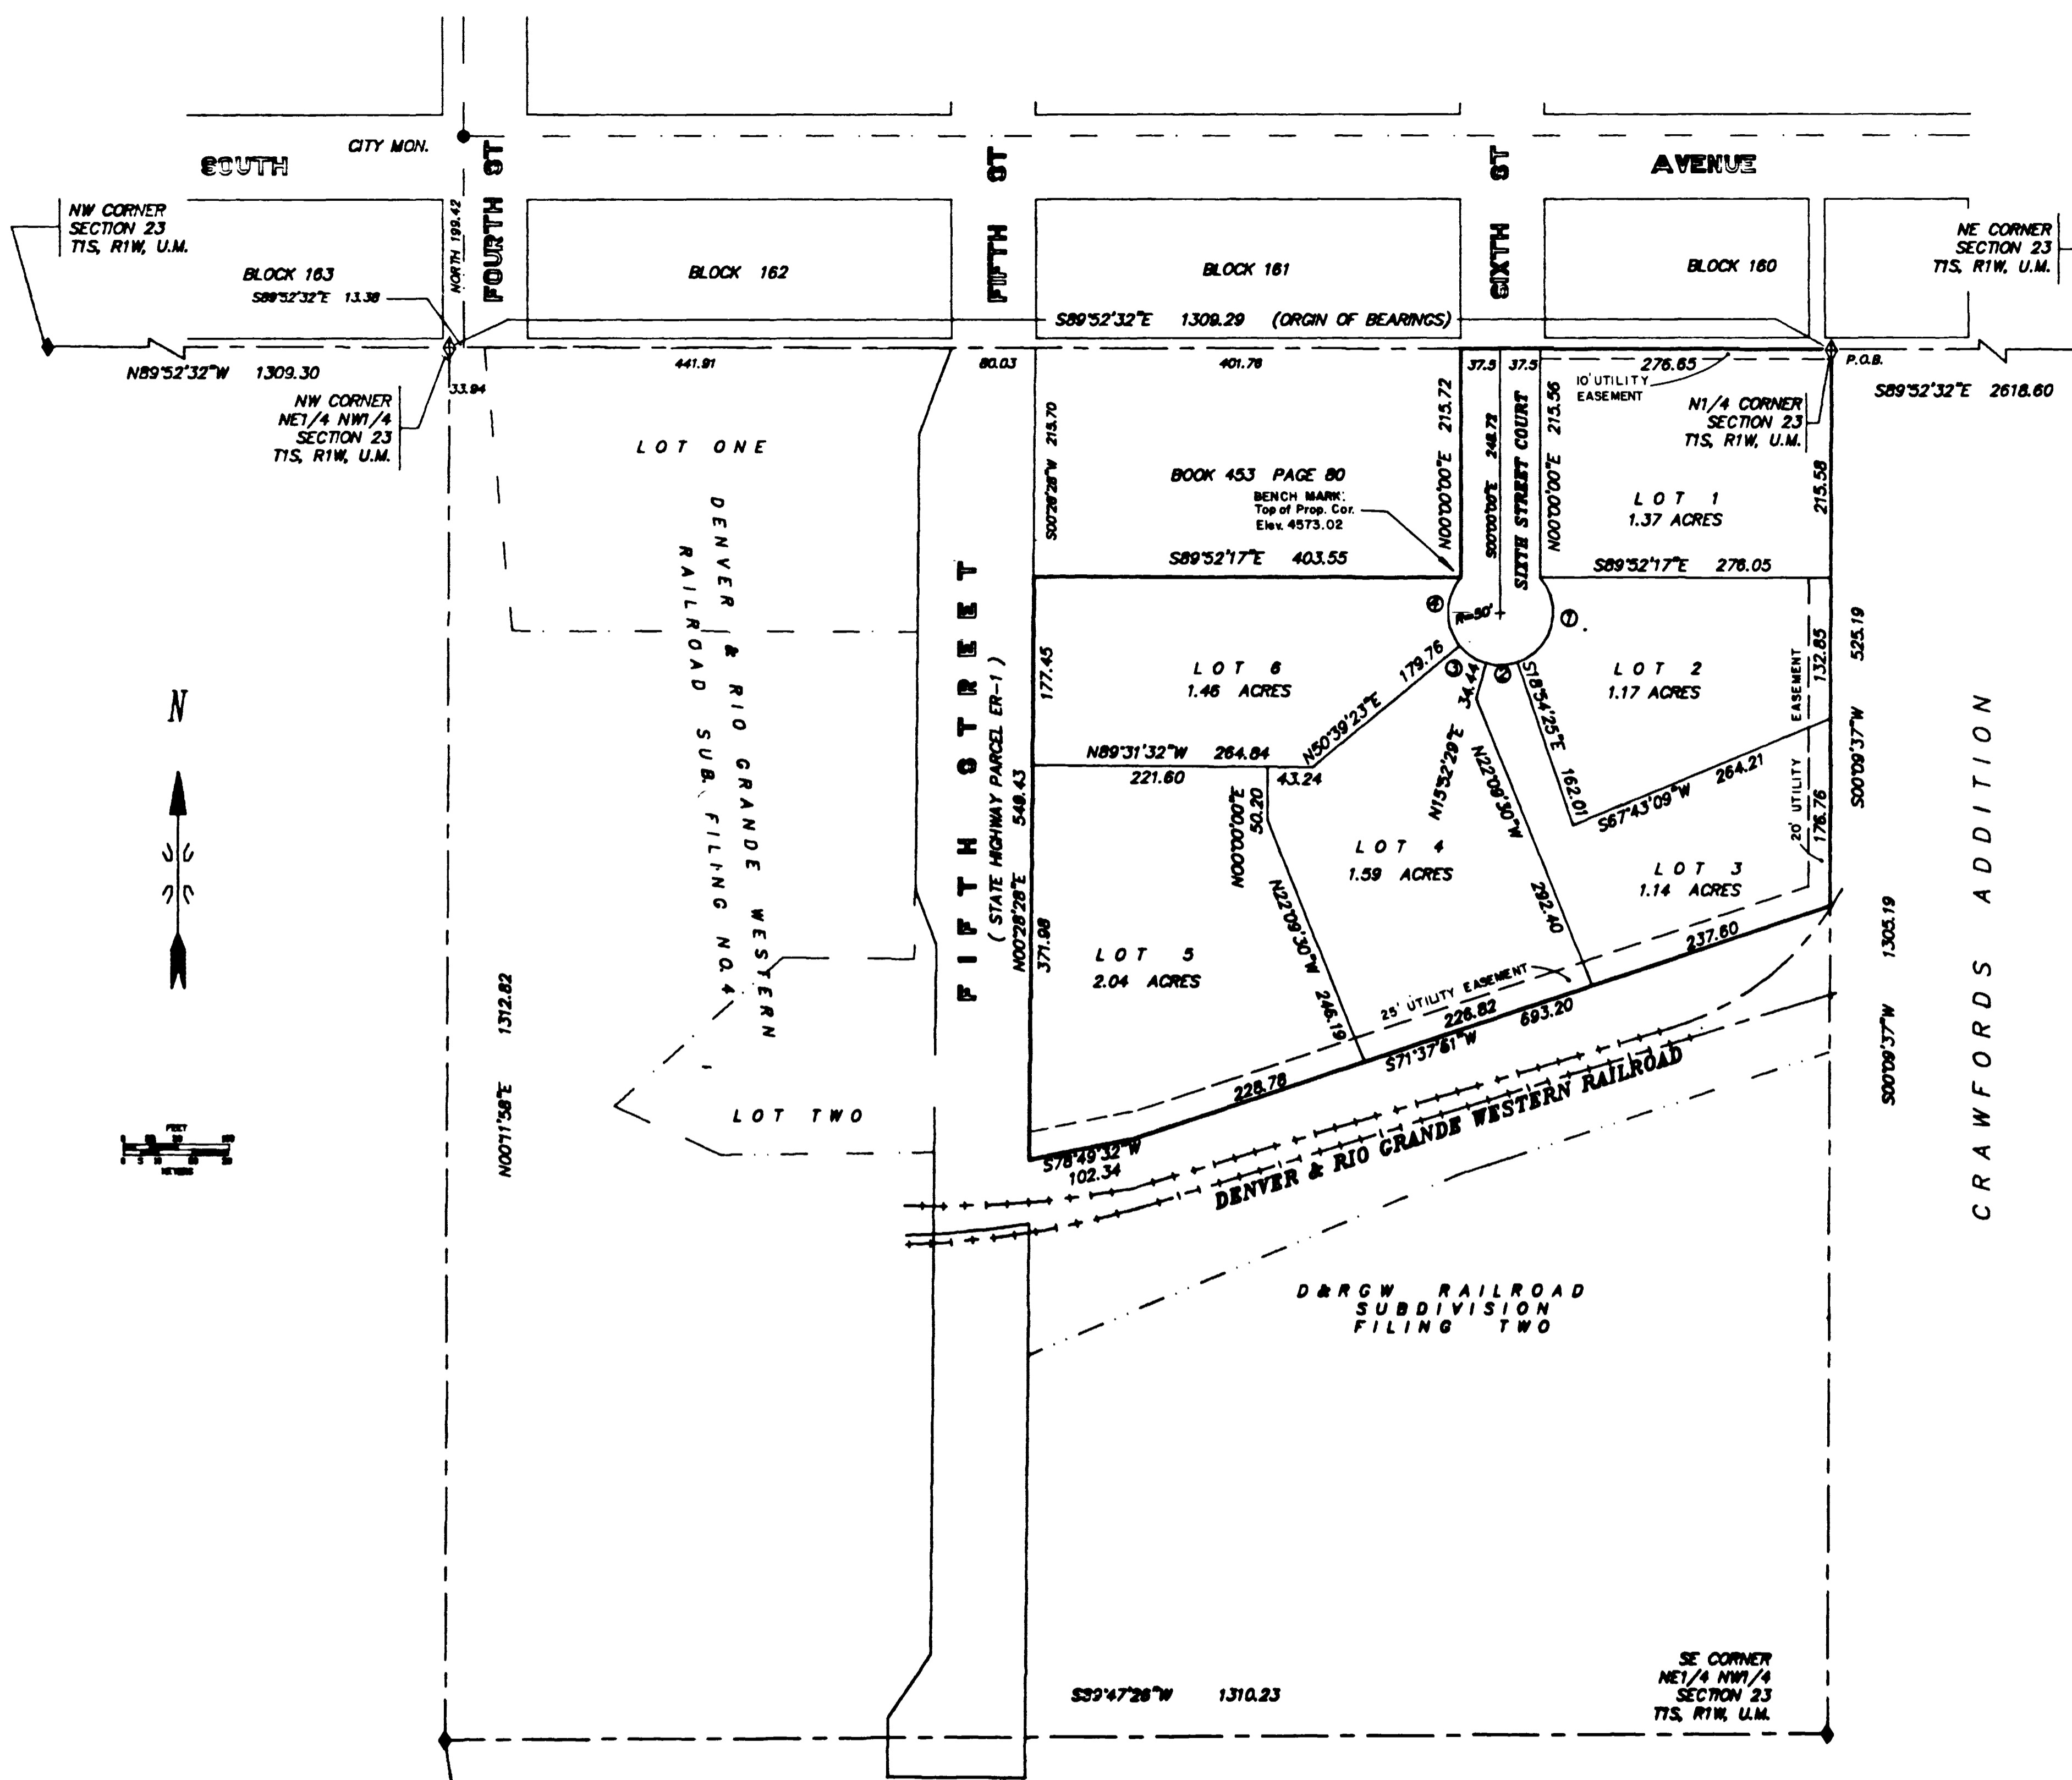 CITY MON.
SOUTH
AVENUE
FOURTH ST
FIFTH ST
SIXTH ST
NW CORNER
SECTION 23
T1S, R1W, U.M.
NORTH 199.42
BLOCK 163
S89°52'32"E 13.38
BLOCK 162
BLOCK 161
BLOCK 160
NE CORNER
SECTION 23
T1S, R1W, U.M.
S89°52'32"E 1309.29 (ORGIN OF BEARINGS)
N89°52'32"W 1309.30
33.94
441.91
80.03
401.76
37.5
37.5
276.65
P.O.B.
S89°52'32"E 2618.60
10' UTILITY
EASEMENT
NW CORNER
NE1/4 NW1/4
SECTION 23
T1S, R1W, U.M.
N1/4 CORNER
SECTION 23
T1S, R1W, U.M.
LOT ONE
S00°28'28"W 215.70
BOOK 453 PAGE 80
BENCH MARK:
Top of Prop. Cor.
Elev. 4573.02
N00°00'00"E 215.72
S00°00'00"E 248.72
SIXTH STREET COURT
N00°00'00"E 215.56
LOT 1
1.37 ACRES
215.58
S89°52'17"E 403.55
S89°52'17"E 276.05
DENVER & RIO GRANDE WESTERN
RAILROAD SUB. FILING NO. 4
FIFTH STREET
( STATE HIGHWAY PARCEL ER-1 )
N00°28'28"E 549.43
177.45
371.98
4
R=50'
1
3
2
LOT 6
1.46 ACRES
179.76
N50°39'23"E
34.44
N15°52'29"E
S18°54'25"E 162.01
LOT 2
1.17 ACRES
20' UTILITY EASEMENT
132.85
176.76
S00°09'37"W 525.19
N89°31'32"W 264.84
221.60
43.24
N00°00'00"E
50.20
N22°09'30"W
292.40
S67°43'09"W
264.21
LOT 4
1.59 ACRES
LOT 3
1.14 ACRES
N22°09'30"W 246.19
LOT 5
2.04 ACRES
237.60
25' UTILITY EASEMENT
226.82
693.20
S71°37'51"W
228.78
S78°49'32"W
102.34
DENVER & RIO GRANDE WESTERN RAILROAD
N
FEET
METERS
N00°11'58"E 1312.82
LOT TWO
S00°09'37"W 1305.19
CRAWFORDS ADDITION
D&RGW RAILROAD
SUBDIVISION
FILING TWO
S89°47'26"W 1310.23
SE CORNER
NE1/4 NW1/4
SECTION 23
T1S, R1W, U.M.